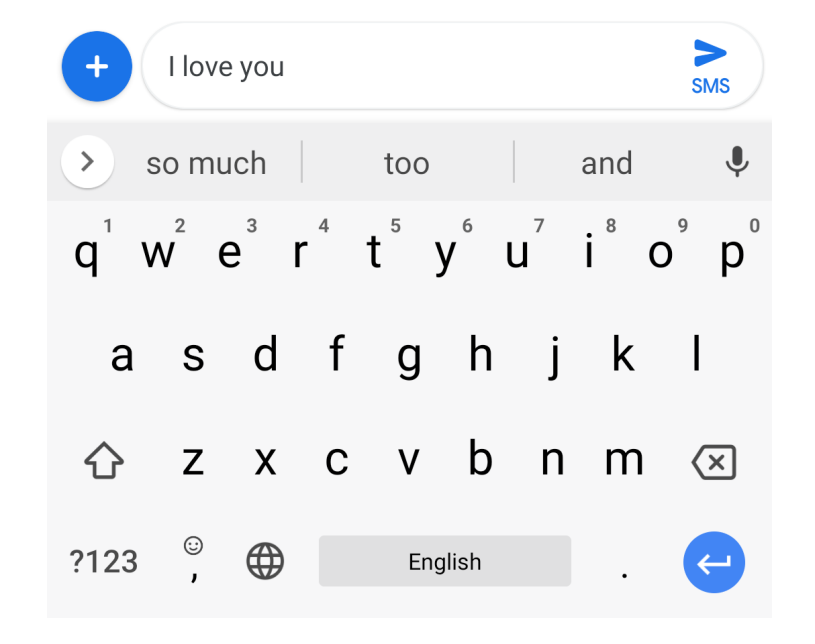 I love you
SMS
so much too and
1 2 3 4 5 6 7 8 9 0
q w e r t y u i o p
a s d f g h j k l
z x c v b n m
?123 , English .